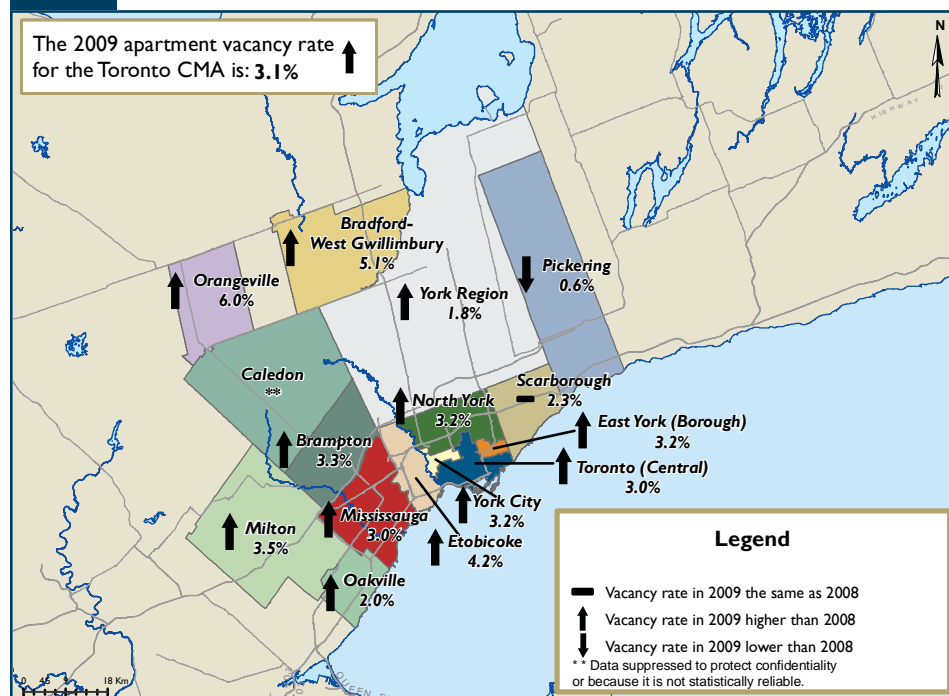 The 2009 apartment vacancy rate
for the Toronto CMA is: 3.1%
N
HIGHWAY
Bradford-
West Gwillimbury
5.1%
Orangeville
6.0%
York Region
1.8%
Pickering
0.6%
Caledon
**
Scarborough
2.3%
North York
3.2%
East York (Borough)
3.2%
Brampton
3.3%
Toronto (Central)
3.0%
York City
3.2%
Mississauga
3.0%
Milton
3.5%
Etobicoke
4.2%
Oakville
2.0%
Legend
Vacancy rate in 2009 the same as 2008
Vacancy rate in 2009 higher than 2008
Vacancy rate in 2009 lower than 2008
** Data suppressed to protect confidentiality
or because it is not statistically reliable.
0 4.5 9 18 Km
QUEEN